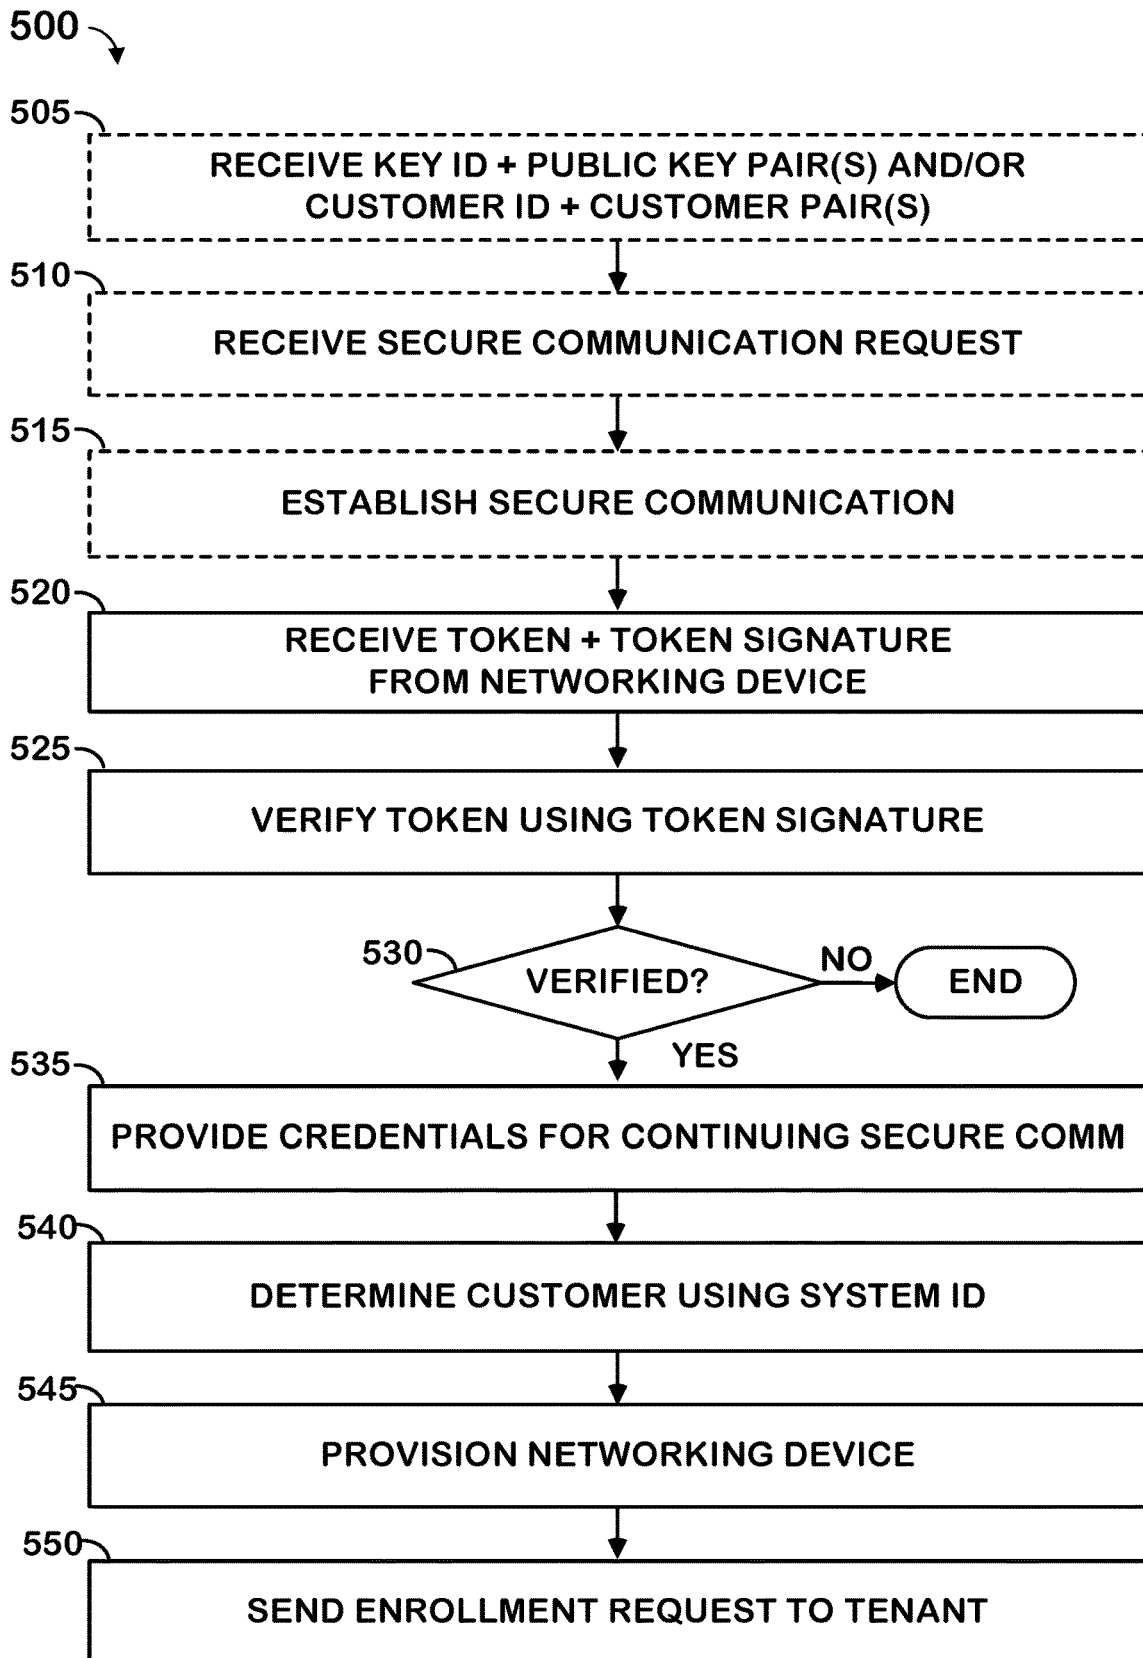 500
505
RECEIVE KEY ID + PUBLIC KEY PAIR(S) AND/OR
CUSTOMER ID + CUSTOMER PAIR(S)
510
RECEIVE SECURE COMMUNICATION REQUEST
515
ESTABLISH SECURE COMMUNICATION
520
RECEIVE TOKEN + TOKEN SIGNATURE
FROM NETWORKING DEVICE
525
VERIFY TOKEN USING TOKEN SIGNATURE
530
VERIFIED?
NO
END
YES
535
PROVIDE CREDENTIALS FOR CONTINUING SECURE COMM
540
DETERMINE CUSTOMER USING SYSTEM ID
545
PROVISION NETWORKING DEVICE
550
SEND ENROLLMENT REQUEST TO TENANT